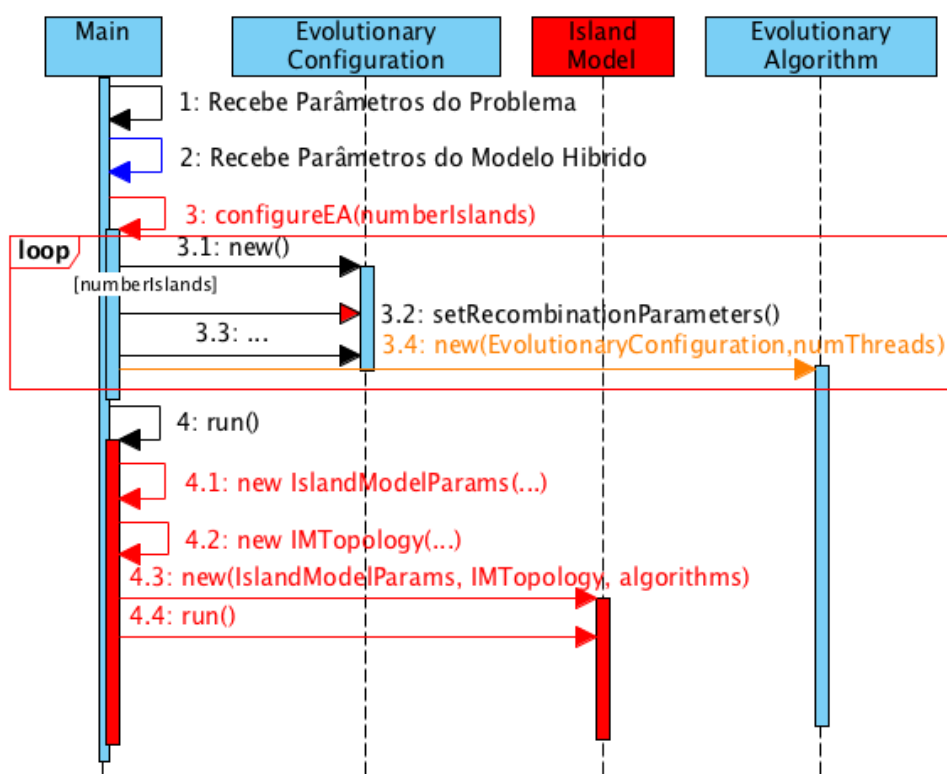 Main
Evolutionary
Configuration
Island
Model
Evolutionary
Algorithm
1: Recebe Parâmetros do Problema
2: Recebe Parâmetros do Modelo Hibrido
3: configureEA(numberIslands)
loop
3.1: new()
[numberIslands]
3.2: setRecombinationParameters()
3.3: ...
3.4: new(EvolutionaryConfiguration,numThreads)
4: run()
4.1: new IslandModelParams(...)
4.2: new IMTopology(...)
4.3: new(IslandModelParams, IMTopology, algorithms)
4.4: run()